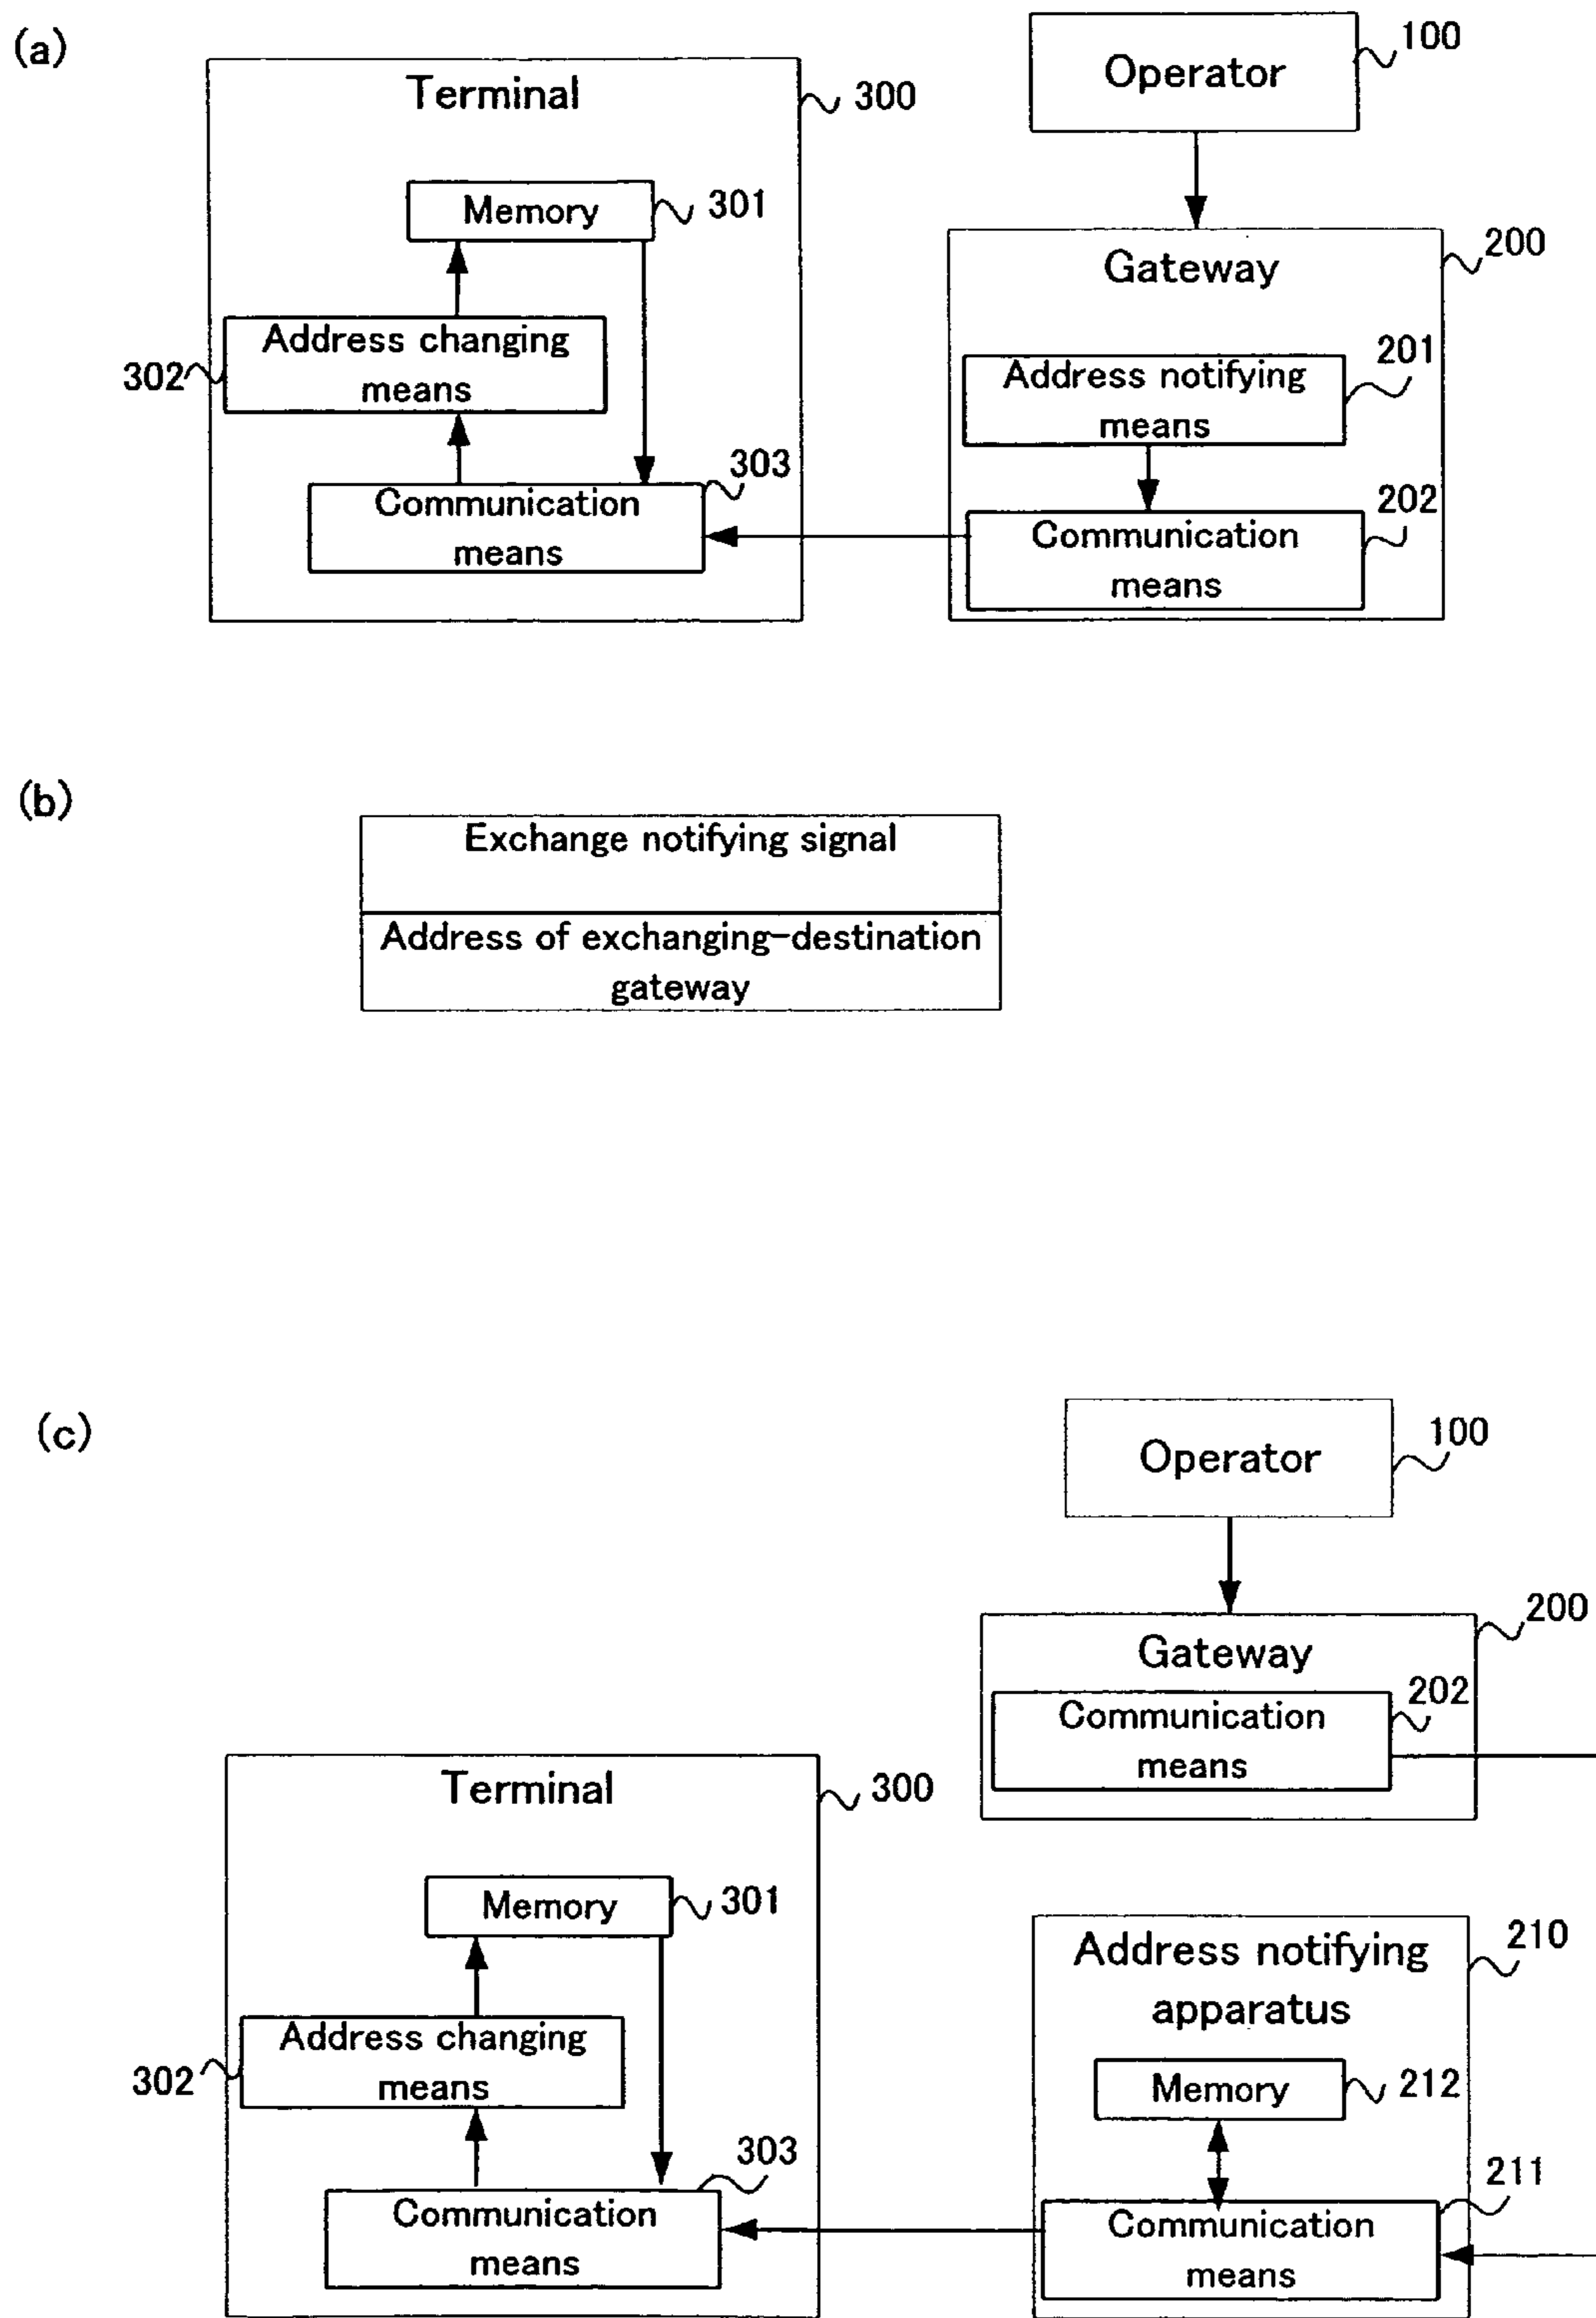 (a)
Operator
100
Terminal
300
Memory
301
Gateway
200
Address changing
means
302
Address notifying
means
201
Communication
means
303
Communication
means
202
(b)
Exchange notifying signal
Address of exchanging-destination
gateway
(c)
Operator
100
Gateway
200
Communication
means
202
Terminal
300
Memory
301
Address notifying
apparatus
210
Address changing
means
302
Memory
212
Communication
means
303
Communication
means
211